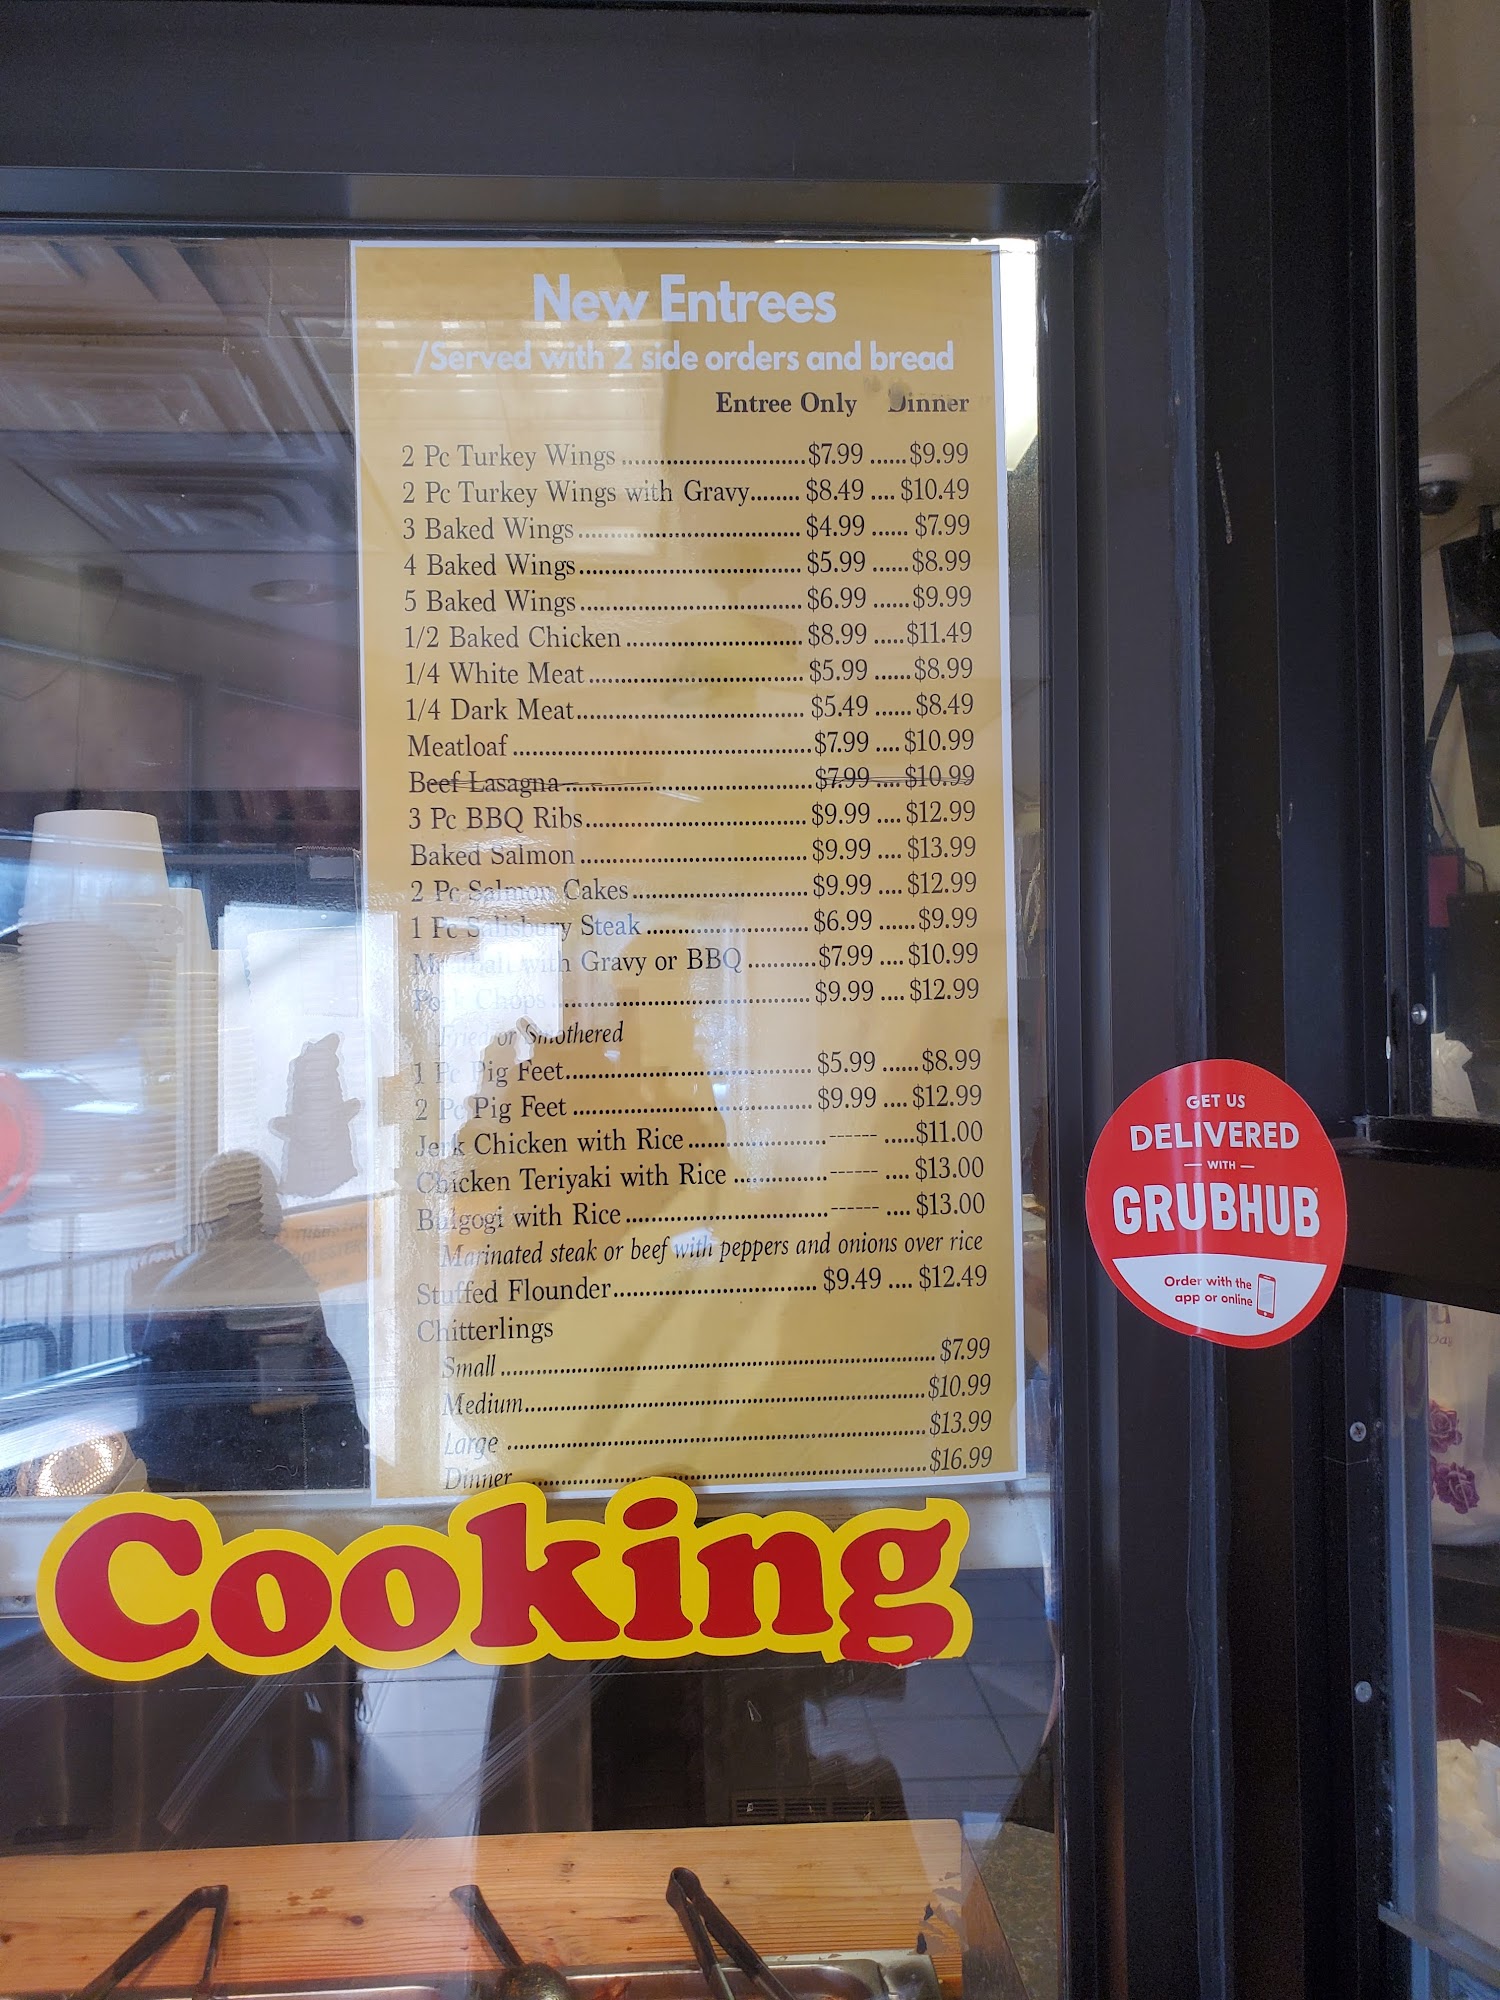 New Entrees
/Served with 2 side orders and bread
Entree Only Dinner
2 Pc Turkey Wings ............................ $7.99 ...... $9.99
2 Pc Turkey Wings with Gravy........ $8.49 .... $10.49
3 Baked Wings .................................. $4.99 ...... $7.99
4 Baked Wings .................................. $5.99 ...... $8.99
5 Baked Wings .................................. $6.99 ...... $9.99
1/2 Baked Chicken ........................... $8.99 ..... $11.49
1/4 White Meat ................................. $5.99 ...... $8.99
1/4 Dark Meat ................................... $5.49 ...... $8.49
Meatloaf .............................................. $7.99 .... $10.99
Beef Lasagna ...................................... $7.99 .... $10.99
3 Pc BBQ Ribs .................................. $9.99 .... $12.99
Baked Salmon ................................... $9.99 .... $13.99
2 Pc Salmon Cakes ........................... $9.99 .... $12.99
1 Pc Salisbury Steak ......................... $6.99 ...... $9.99
Meatball with Gravy or BBQ ........... $7.99 .... $10.99
Pork Chops ........................................ $9.99 .... $12.99
Fried or Smothered
1 Pc Pig Feet ...................................... $5.99 ...... $8.99
2 Pc Pig Feet ..................................... $9.99 .... $12.99
Jerk Chicken with Rice ..................... ------ ..... $11.00
Chicken Teriyaki with Rice .............. ------ .... $13.00
Bulgogi with Rice ............................... ------ .... $13.00
Marinated steak or beef with peppers and onions over rice
Stuffed Flounder ............................... $9.49 .... $12.49
Chitterlings
Small .................................................................. $7.99
Medium .............................................................. $10.99
Large ................................................................ $13.99
Dinner ............................................................... $16.99
Cooking
GET US
DELIVERED
— WITH —
GRUBHUB
Order with the
app or online